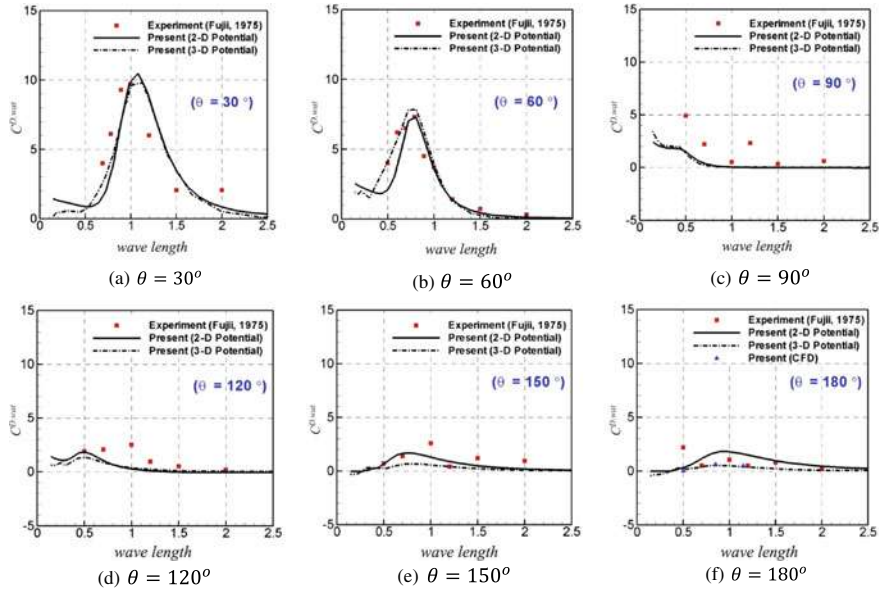 15
Experiment (Fujii, 1975)
Present (2-D Potential)
Present (3-D Potential)
10
(θ = 30 °)
C^{D.wat}
5
0
0 0.5 1 1.5 2 2.5
wave length
(a) θ = 30°
15
Experiment (Fujii, 1975)
Present (2-D Potential)
Present (3-D Potential)
10
(θ = 60 °)
C^{D.wat}
5
0
0 0.5 1 1.5 2 2.5
wave length
(b) θ = 60°
15
Experiment (Fujii, 1975)
Present (2-D Potential)
Present (3-D Potential)
10
(θ = 90 °)
C^{D.wat}
5
0
-5
0 0.5 1 1.5 2 2.5
wave length
(c) θ = 90°
15
Experiment (Fujii, 1975)
Present (2-D Potential)
Present (3-D Potential)
10
(θ = 120 °)
C^{D.wat}
5
0
-5
0 0.5 1 1.5 2 2.5
wave length
(d) θ = 120°
15
Experiment (Fujii, 1975)
Present (2-D Potential)
Present (3-D Potential)
10
(θ = 150 °)
C^{D.wat}
5
0
-5
0 0.5 1 1.5 2 2.5
wave length
(e) θ = 150°
15
Experiment (Fujii, 1975)
Present (2-D Potential)
Present (3-D Potential)
Present (CFD)
10
(θ = 180 °)
C^{D.wat}
5
0
-5
0 0.5 1 1.5 2 2.5
wave length
(f) θ = 180°